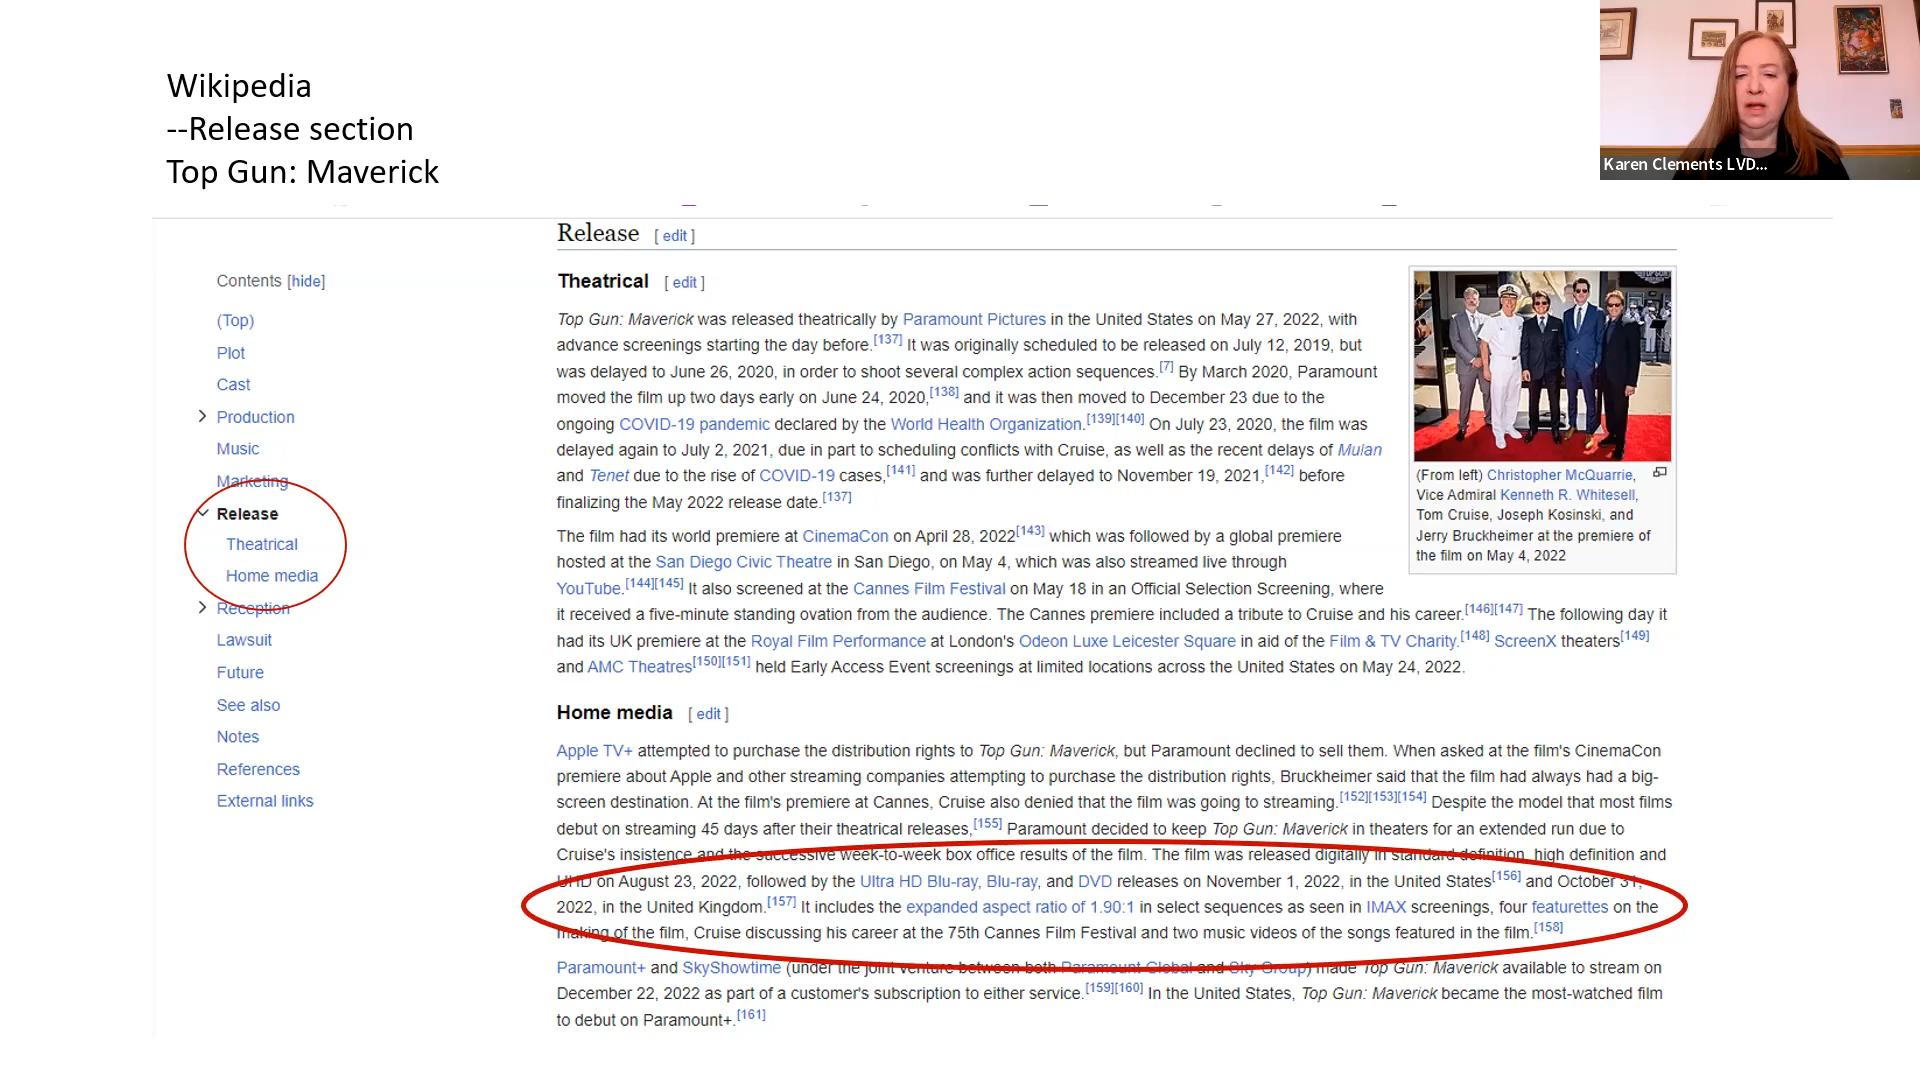 Wikipedia
--Release section
Top Gun: Maverick
Karen Clements LVD...
Contents [hide]
(Top)
Plot
Cast
Production
Music
Marketing
Release
Theatrical
Home media
Reception
Lawsuit
Future
See also
Notes
References
External links
Release [ edit ]
Theatrical [ edit ]
Top Gun: Maverick was released theatrically by Paramount Pictures in the United States on May 27, 2022, with
advance screenings starting the day before.[137] It was originally scheduled to be released on July 12, 2019, but
was delayed to June 26, 2020, in order to shoot several complex action sequences.[7] By March 2020, Paramount
moved the film up two days early on June 24, 2020,[138] and it was then moved to December 23 due to the
ongoing COVID-19 pandemic declared by the World Health Organization.[139][140] On July 23, 2020, the film was
delayed again to July 2, 2021, due in part to scheduling conflicts with Cruise, as well as the recent delays of Mulan
and Tenet due to the rise of COVID-19 cases,[141] and was further delayed to November 19, 2021,[142] before
finalizing the May 2022 release date.[137]
(From left) Christopher McQuarrie,
Vice Admiral Kenneth R. Whitesell,
Tom Cruise, Joseph Kosinski, and
Jerry Bruckheimer at the premiere of
the film on May 4, 2022
The film had its world premiere at CinemaCon on April 28, 2022[143] which was followed by a global premiere
hosted at the San Diego Civic Theatre in San Diego, on May 4, which was also streamed live through
YouTube.[144][145] It also screened at the Cannes Film Festival on May 18 in an Official Selection Screening, where
it received a five-minute standing ovation from the audience. The Cannes premiere included a tribute to Cruise and his career.[146][147] The following day it
had its UK premiere at the Royal Film Performance at London's Odeon Luxe Leicester Square in aid of the Film & TV Charity.[148] ScreenX theaters[149]
and AMC Theatres[150][151] held Early Access Event screenings at limited locations across the United States on May 24, 2022.
Home media [ edit ]
Apple TV+ attempted to purchase the distribution rights to Top Gun: Maverick, but Paramount declined to sell them. When asked at the film's CinemaCon
premiere about Apple and other streaming companies attempting to purchase the distribution rights, Bruckheimer said that the film had always had a big-
screen destination. At the film's premiere at Cannes, Cruise also denied that the film was going to streaming.[152][153][154] Despite the model that most films
debut on streaming 45 days after their theatrical releases,[155] Paramount decided to keep Top Gun: Maverick in theaters for an extended run due to
Cruise's insistence and the successive week-to-week box office results of the film. The film was released digitally in standard definition, high definition and
UHD on August 23, 2022, followed by the Ultra HD Blu-ray, Blu-ray, and DVD releases on November 1, 2022, in the United States[156] and October 31,
2022, in the United Kingdom.[157] It includes the expanded aspect ratio of 1.90:1 in select sequences as seen in IMAX screenings, four featurettes on the
making of the film, Cruise discussing his career at the 75th Cannes Film Festival and two music videos of the songs featured in the film.[158]
Paramount+ and SkyShowtime (under the joint venture between both Paramount Global and Sky Group) made Top Gun: Maverick available to stream on
December 22, 2022 as part of a customer's subscription to either service.[159][160] In the United States, Top Gun: Maverick became the most-watched film
to debut on Paramount+.[161]